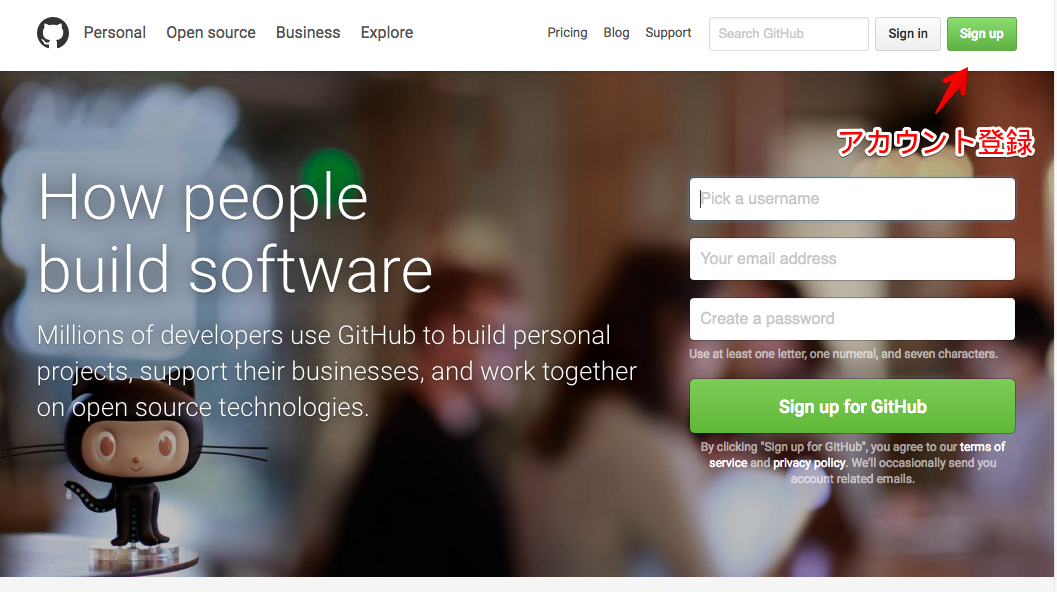 Personal Open source Business Explore Pricing Blog Support Search GitHub Sign in Sign up
アカウント登録
How people
build software
Millions of developers use GitHub to build personal
projects, support their businesses, and work together
on open source technologies.
Pick a username
Your email address
Create a password
Use at least one letter, one numeral, and seven characters.
Sign up for GitHub
By clicking "Sign up for GitHub", you agree to our terms of
service and privacy policy. We'll occasionally send you
account related emails.